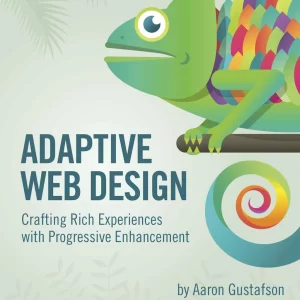 ADAPTIVE
WEB DESIGN
Crafting Rich Experiences
with Progressive Enhancement
by Aaron Gustafson